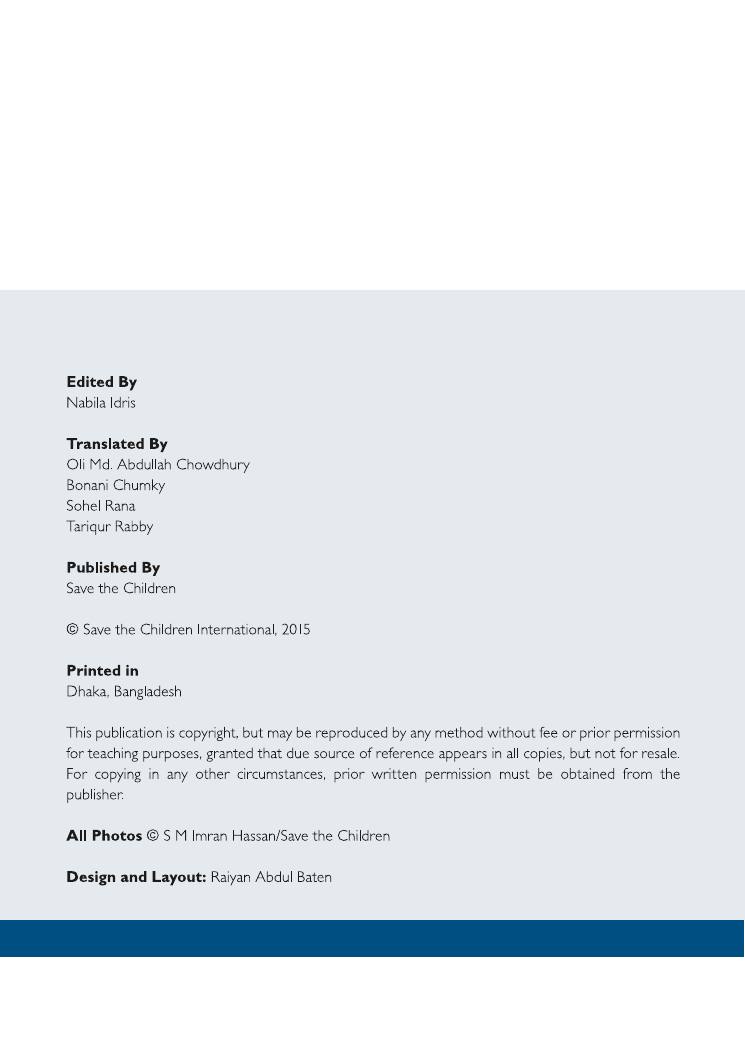 Edited By
Nabila Idris
Translated By
Oli Md. Abdullah Chowdhury
Bonani Chumky
Sohel Rana
Tariqur Rabby
Published By
Save the Children
© Save the Children International, 2015
Printed in
Dhaka, Bangladesh
This publication is copyright, but may be reproduced by any method without fee or prior permission
for teaching purposes, granted that due source of reference appears in all copies, but not for resale.
For copying in any other circumstances, prior written permission must be obtained from the
publisher.
All Photos © S M Imran Hassan/Save the Children
Design and Layout: Raiyan Abdul Baten